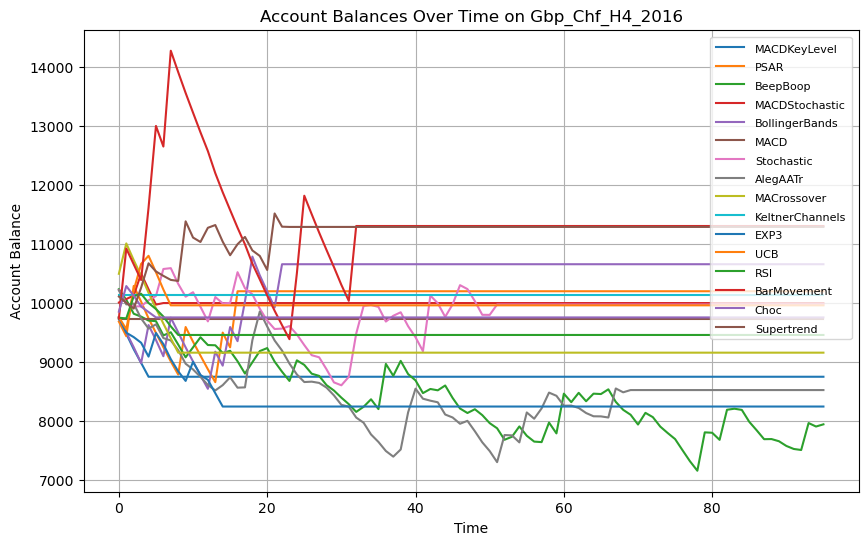 Account Balances Over Time on Gbp_Chf_H4_2016
Account Balance
14000
13000
12000
11000
10000
9000
8000
7000
0
20
40
60
80
Time
MACDKeyLevel
PSAR
BeepBoop
MACDStochastic
BollingerBands
MACD
Stochastic
AlegAATr
MACrossover
KeltnerChannels
EXP3
UCB
RSI
BarMovement
Choc
Supertrend